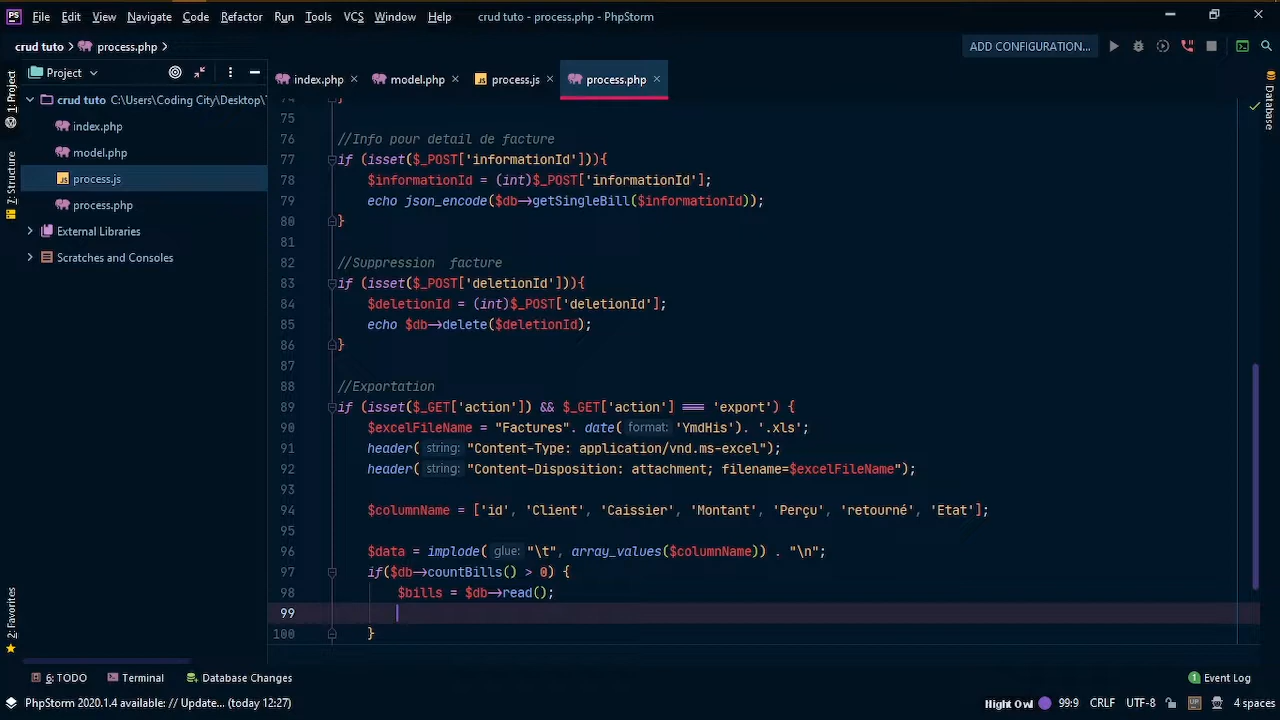 File Edit View Navigate Code Refactor Run Tools VCS Window Help crud tuto - process.php - PhpStorm
crud tuto process.php
ADD CONFIGURATION...
Project
index.php
model.php
process.js
process.php
1: Project
Z: Structure
2: Favorites
Database
crud tuto C:\Users\Coding City\Desktop\
index.php
model.php
process.js
process.php
External Libraries
Scratches and Consoles
74 }
75
76 //Info pour detail de facture
77 if (isset($_POST['informationId'])){
78 $informationId = (int)$_POST['informationId'];
79 echo json_encode($db->getSingleBill($informationId));
80 }
81
82 //Suppression  facture
83 if (isset($_POST['deletionId'])){
84 $deletionId = (int)$_POST['deletionId'];
85 echo $db->delete($deletionId);
86 }
87
88 //Exportation
89 if (isset($_GET['action']) && $_GET['action'] === 'export') {
90 $excelFileName = "Factures". date( format: 'YmdHis'). '.xls';
91 header( string: "Content-Type: application/vnd.ms-excel");
92 header( string: "Content-Disposition: attachment; filename=$excelFileName");
93
94 $columnName = ['id', 'Client', 'Caissier', 'Montant', 'Perçu', 'retourné', 'Etat'];
95
96 $data = implode( glue: "\t", array_values($columnName)) . "\n";
97 if($db->countBills() > 0) {
98 $bills = $db->read();
99
100 }
6: TODO Terminal Database Changes
1 Event Log
PhpStorm 2020.1.4 available: // Update... (today 12:27)
Night Owl 99:9 CRLF UTF-8 4 spaces